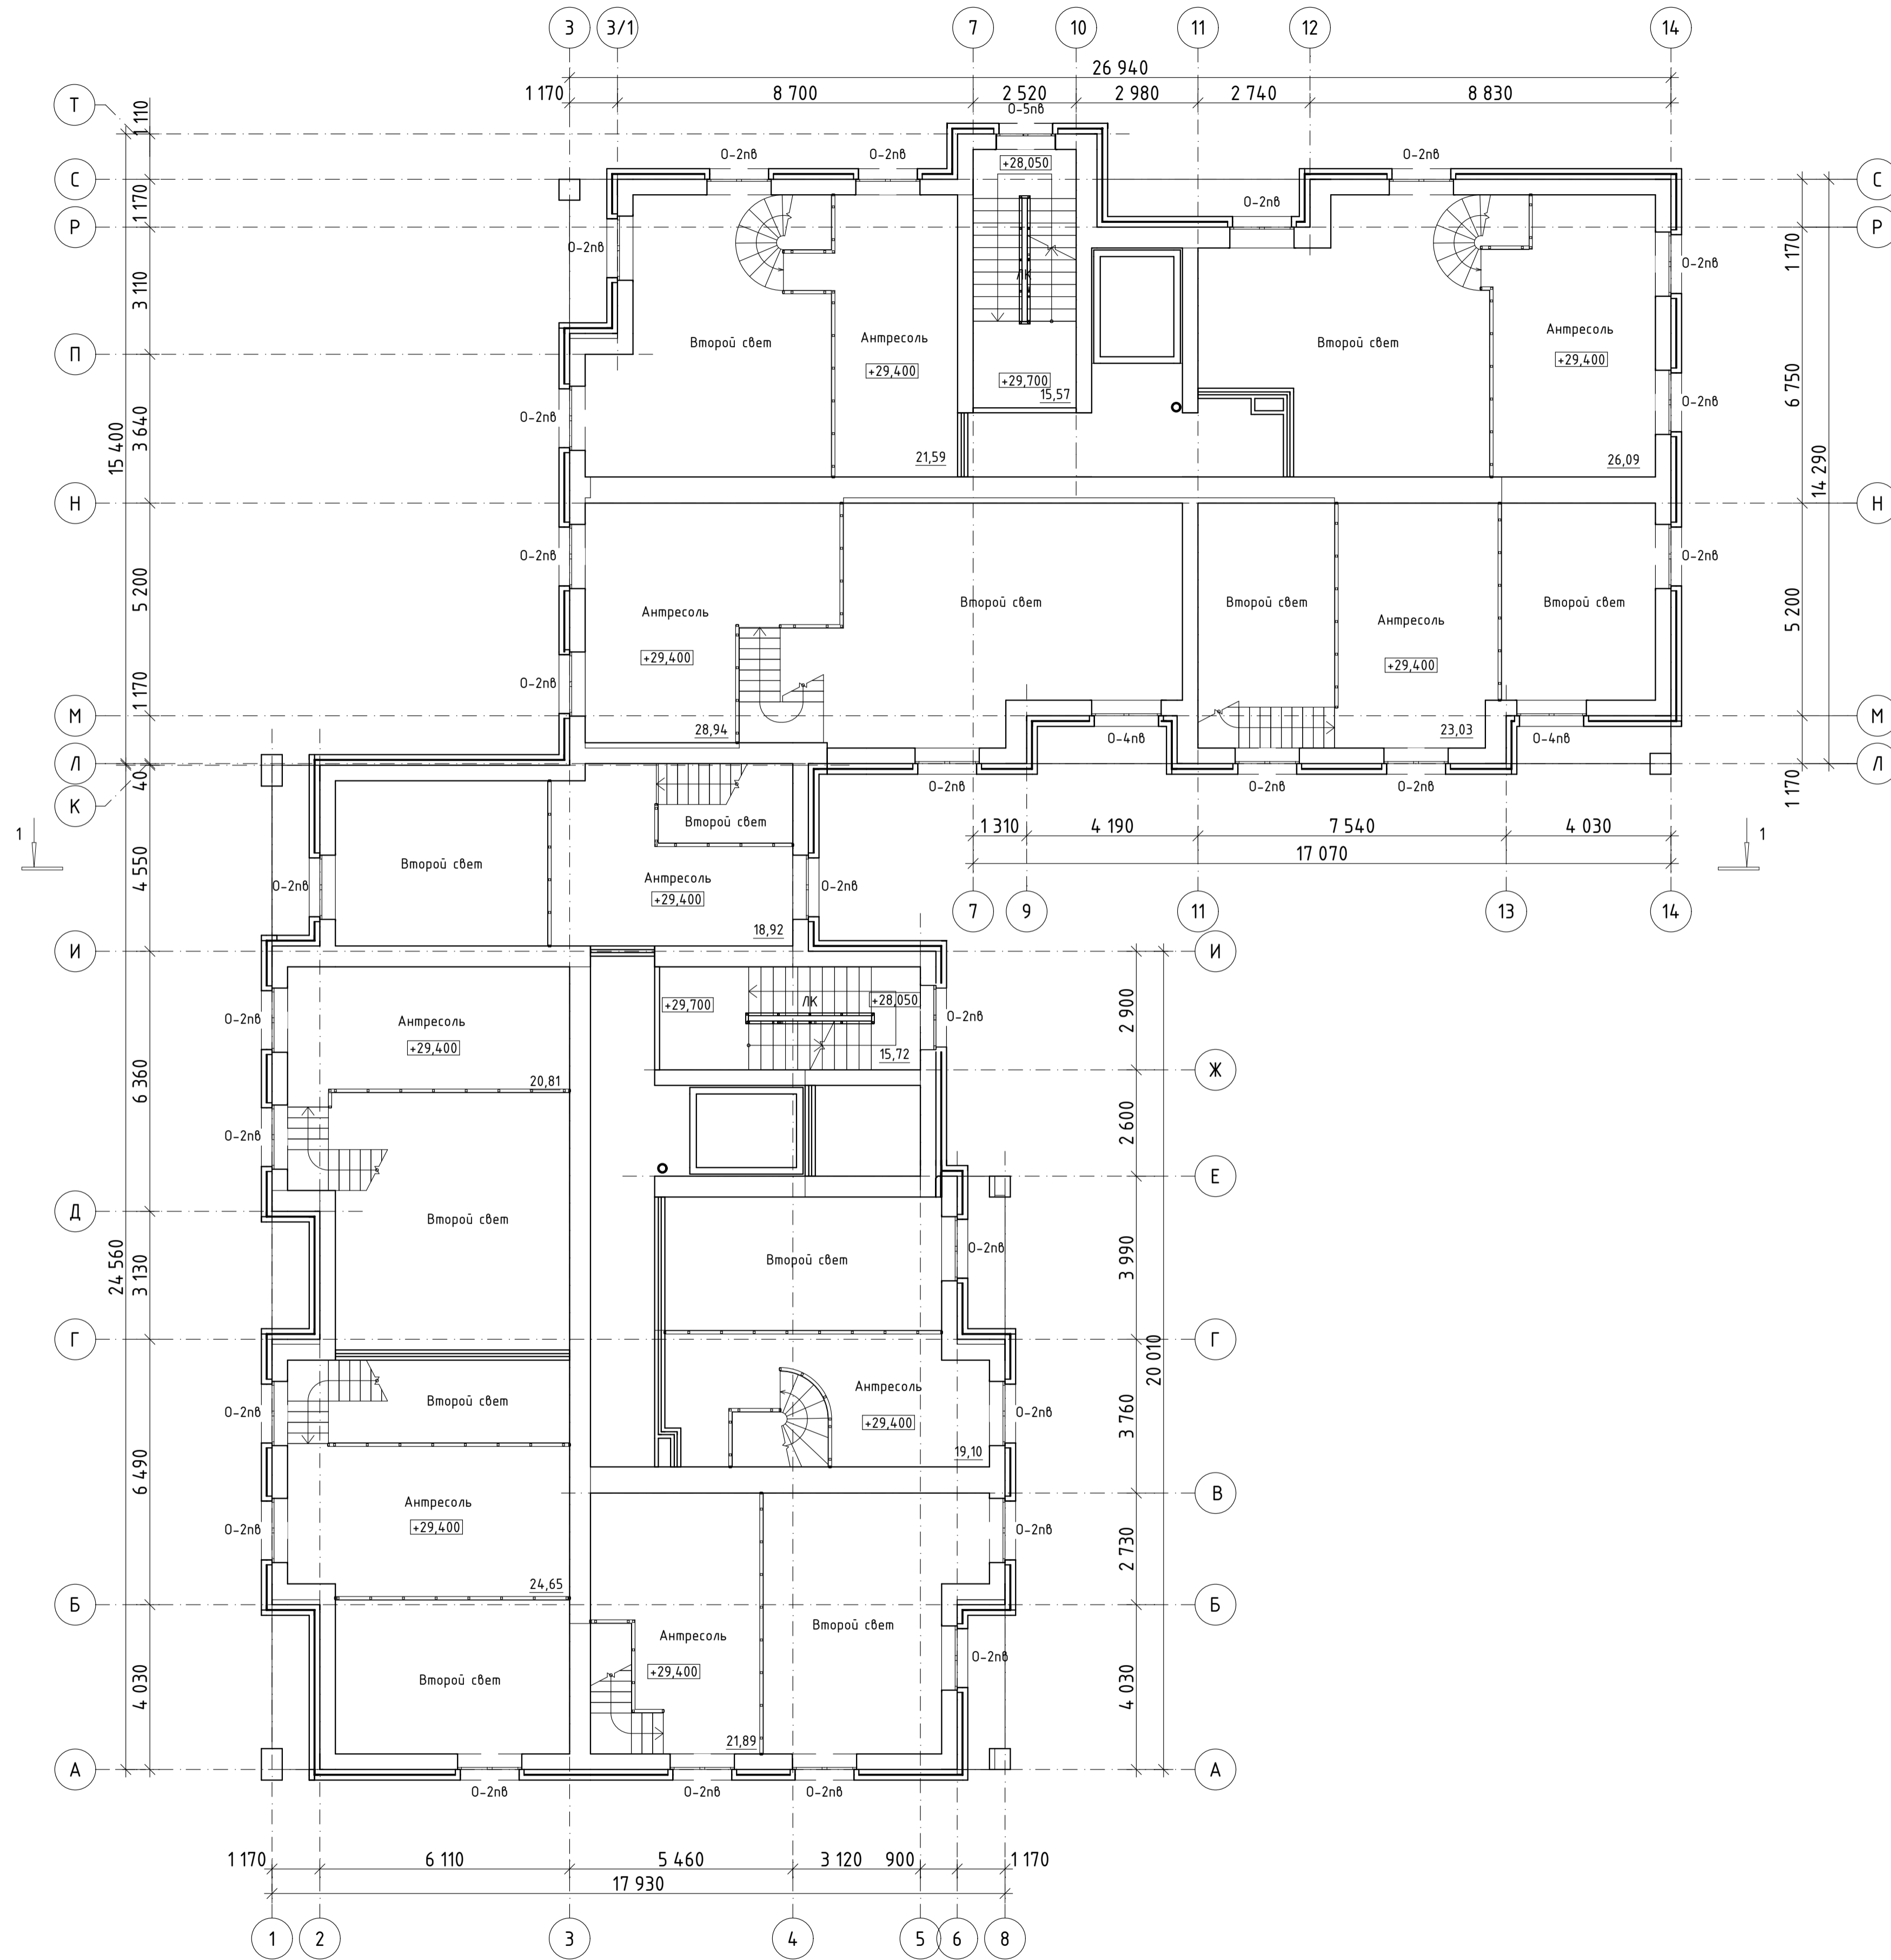 3 3/1 7 10 11 12 14
26 940
1 170 8 700 2 520 2 980 2 740 8 830
О-5пв
Т
1 110
О-2пв О-2пв +28,050 О-2пв
С С
1 170
О-2пв
Р Р
О-2пв О-2пв
1 170
ЛК
3 110
Второй свет Антресоль Второй свет Антресоль
П
+29,400 +29,700 +29,400
15,57
6 750
О-2пв О-2пв
3 640
15 400
21,59 26,09
14 290
Н Н
О-2пв О-2пв
5 200
Антресоль Второй свет Второй свет Антресоль Второй свет
5 200
+29,400 +29,400
О-2пв
1 170
М М
28,94 23,03
О-4пв О-4пв
Л Л
40
О-2пв О-2пв О-2пв
1 170
К
Второй свет
1 310 4 190 7 540 4 030
1 1
17 070
4 550
Второй свет Антресоль
О-2пв +29,400 О-2пв
7 9 11 13 14
18,92
И И
+29,700 ЛК +28,050
2 900
О-2пв Антресоль О-2пв
+29,400
15,72
Ж
20,81
6 360
2 600
О-2пв
Е
Д
Второй свет
О-2пв
Второй свет
3 990
24 560
3 130
Г Г
20 010
Второй свет Антресоль
О-2пв +29,400 О-2пв
3 760
19,10
6 490
Антресоль В
+29,400
О-2пв О-2пв
2 730
24,65
Б Б
Антресоль Второй свет
О-2пв
+29,400
Второй свет
4 030 4 030
21,89
А А
О-2пв О-2пв О-2пв
1 170 6 110 5 460 3 120 900 1 170
17 930
1 2 3 4 5 6 8